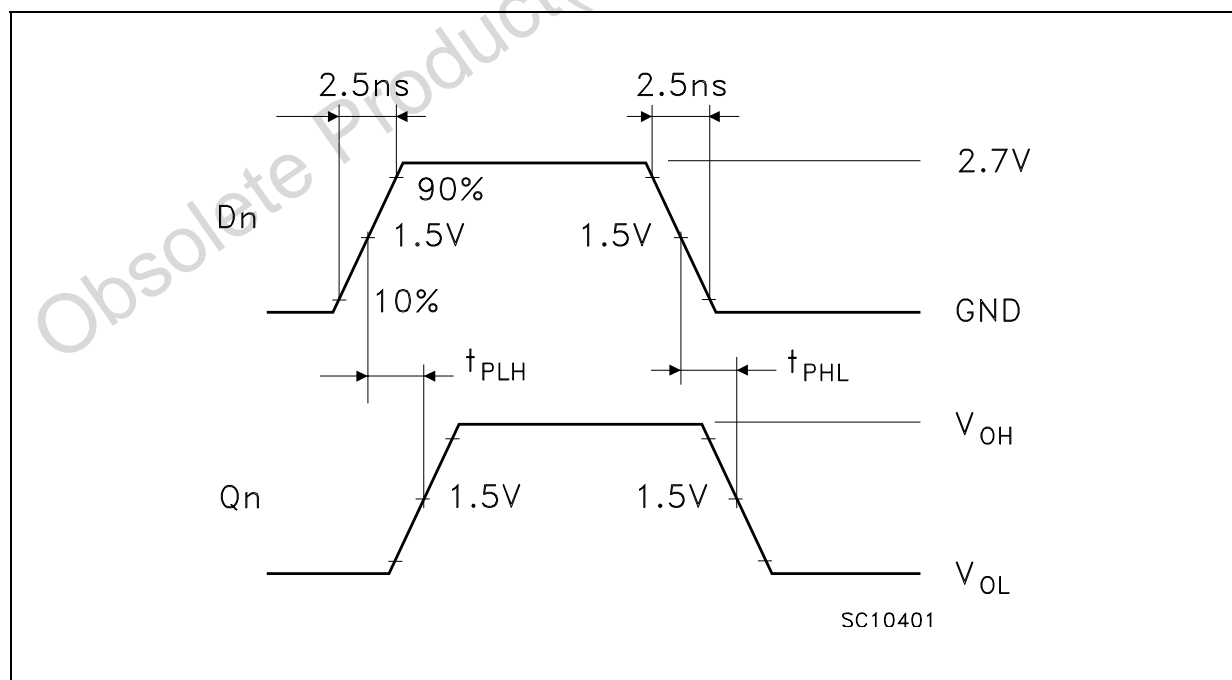 Obsolete Product(
2.5ns 2.5ns
2.7V
90%
Dn 1.5V 1.5V
10% GND
tPLH tPHL
VOH
Qn 1.5V 1.5V
VOL
SC10401